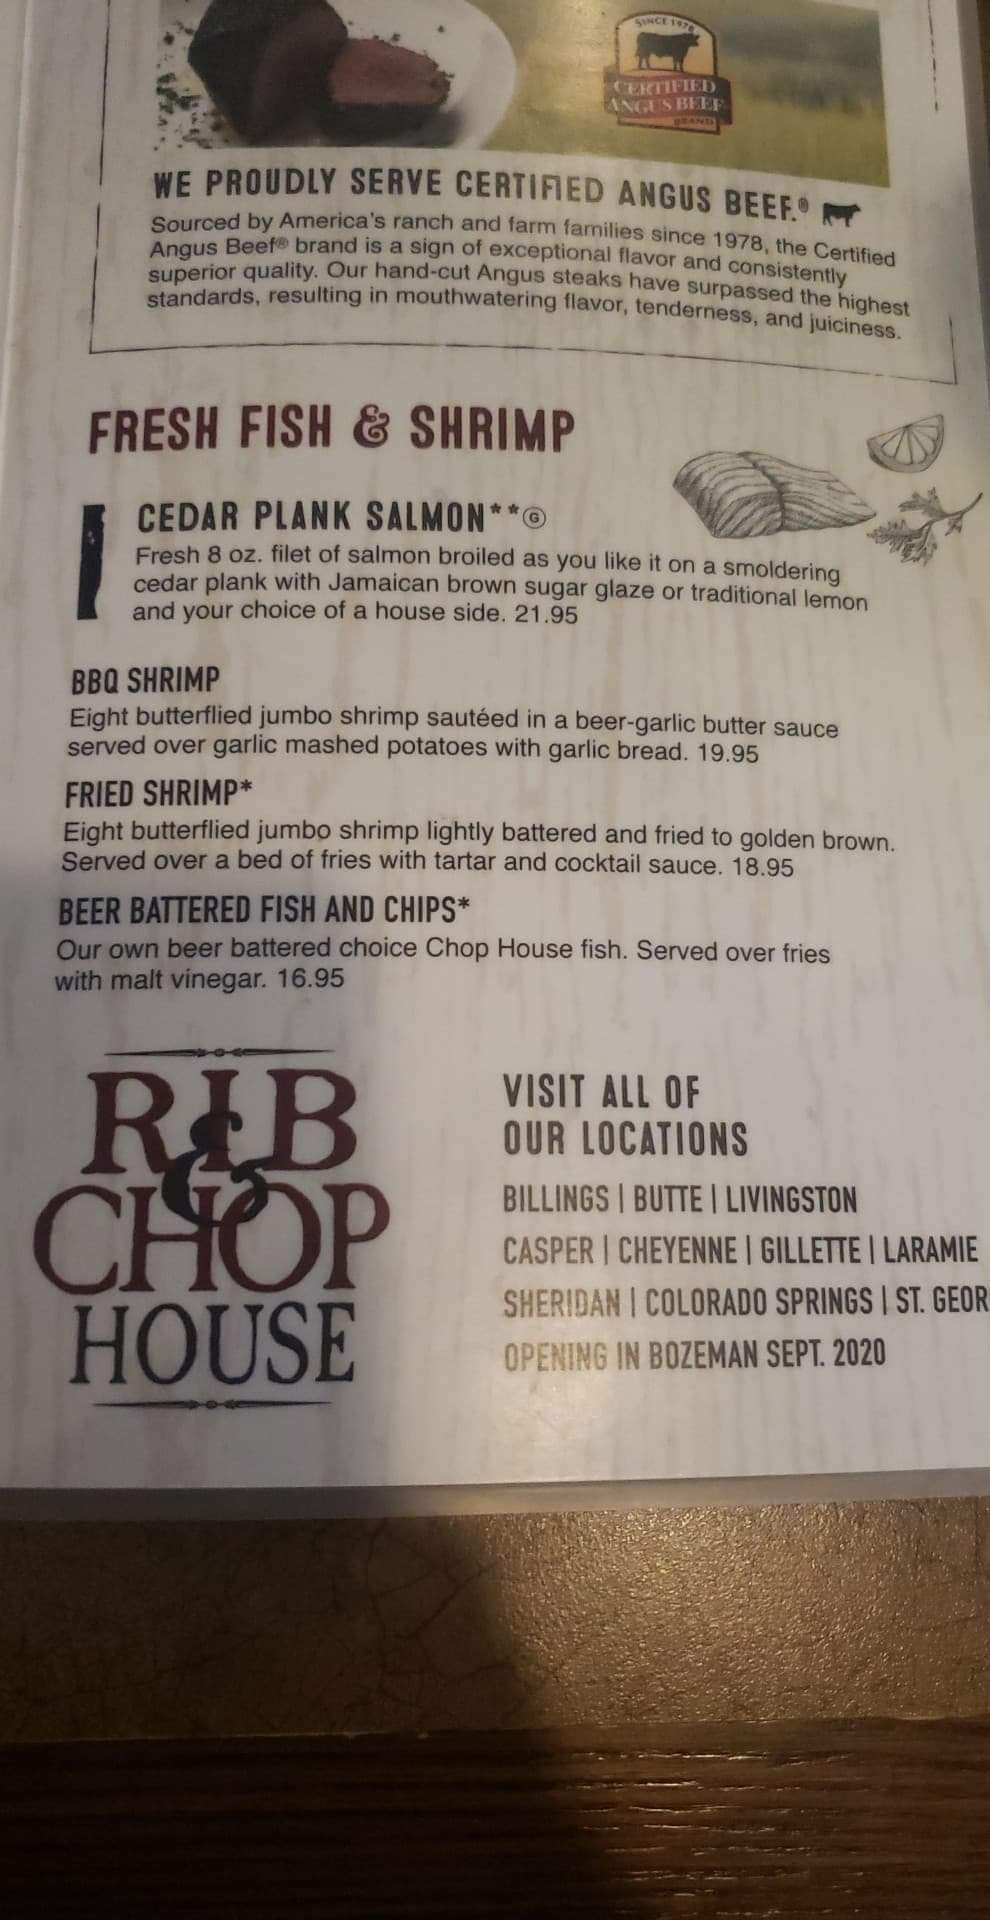 SINCE 1978
CERTIFIED
ANGUS BEEF
BRAND
WE PROUDLY SERVE CERTIFIED ANGUS BEEF.®
Sourced by America's ranch and farm families since 1978, the Certified
Angus Beef® brand is a sign of exceptional flavor and consistently
superior quality. Our hand-cut Angus steaks have surpassed the highest
standards, resulting in mouthwatering flavor, tenderness, and juiciness.
FRESH FISH & SHRIMP
CEDAR PLANK SALMON**Ⓖ
Fresh 8 oz. filet of salmon broiled as you like it on a smoldering
cedar plank with Jamaican brown sugar glaze or traditional lemon
and your choice of a house side. 21.95
BBQ SHRIMP
Eight butterflied jumbo shrimp sautéed in a beer-garlic butter sauce
served over garlic mashed potatoes with garlic bread. 19.95
FRIED SHRIMP*
Eight butterflied jumbo shrimp lightly battered and fried to golden brown.
Served over a bed of fries with tartar and cocktail sauce. 18.95
BEER BATTERED FISH AND CHIPS*
Our own beer battered choice Chop House fish. Served over fries
with malt vinegar. 16.95
RIB
&
CHOP
HOUSE
VISIT ALL OF
OUR LOCATIONS
BILLINGS | BUTTE | LIVINGSTON
CASPER | CHEYENNE | GILLETTE | LARAMIE
SHERIDAN | COLORADO SPRINGS | ST. GEOR
OPENING IN BOZEMAN SEPT. 2020